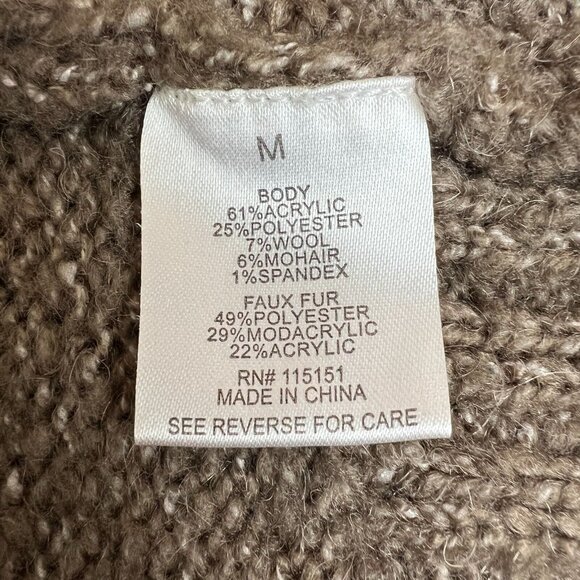 M
BODY
61%ACRYLIC
25%POLYESTER
7%WOOL
6%MOHAIR
1%SPANDEX
FAUX FUR
49%POLYESTER
29%MODACRYLIC
22%ACRYLIC
RN# 115151
MADE IN CHINA
SEE REVERSE FOR CARE